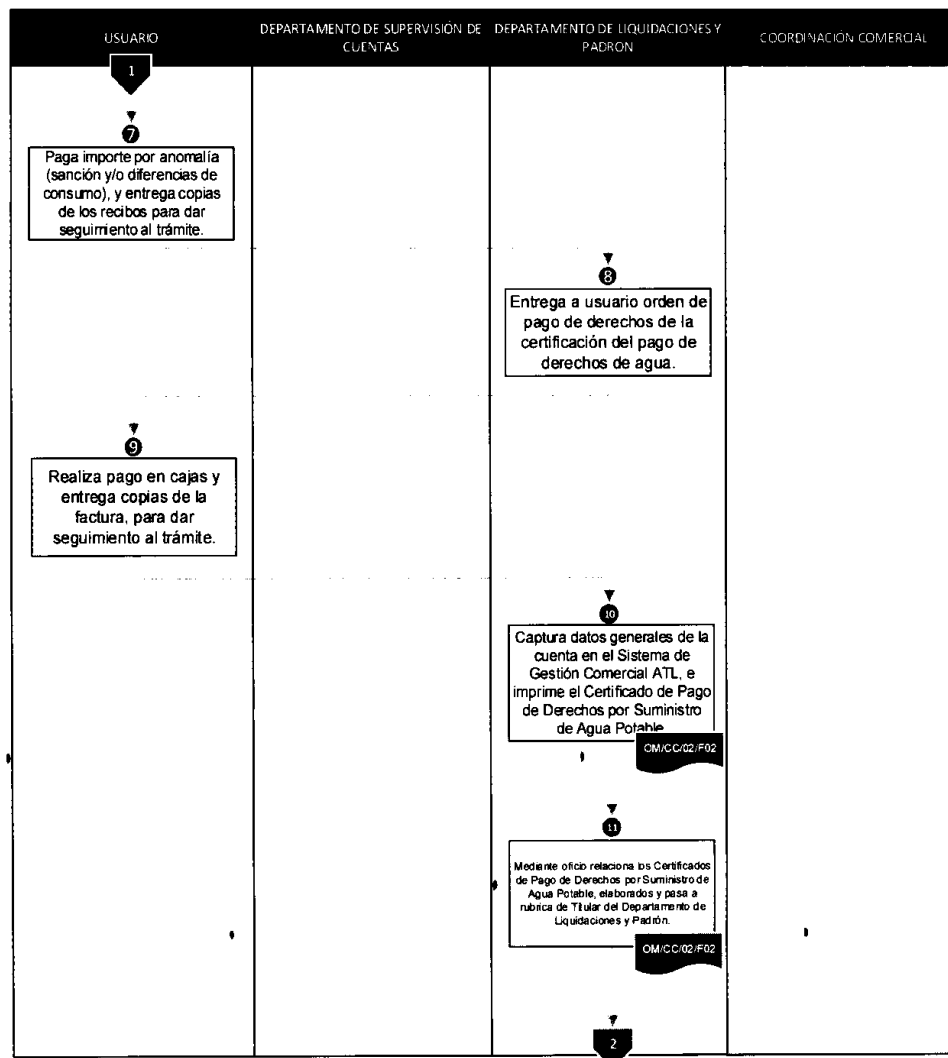 USUARIO
DEPARTAMENTO DE SUPERVISIÓN DE
CUENTAS
DEPARTAMENTO DE LIQUIDACIONES Y
PADRON
COORDINACIÓN COMERCIAL
1
7
Paga importe por anomalía
(sanción y/o diferencias de
consumo), y entrega copias
de los recibos para dar
seguimiento al trámite.
8
Entrega a usuario orden de
pago de derechos de la
certificación del pago de
derechos de agua.
9
Realiza pago en cajas y
entrega copias de la
factura, para dar
seguimiento al trámite.
10
Captura datos generales de la
cuenta en el Sistema de
Gestión Comercial ATL, e
imprime el Certificado de Pago
de Derechos por Suministro
de Agua Potable
OM/CC/02/F02
11
Mediante oficio relaciona los Certificados
de Pago de Derechos por Suministro de
Agua Potable, elaborados y pasa a
rubrica de Titular del Departamento de
Liquidaciones y Padrón.
OM/CC/02/F02
2